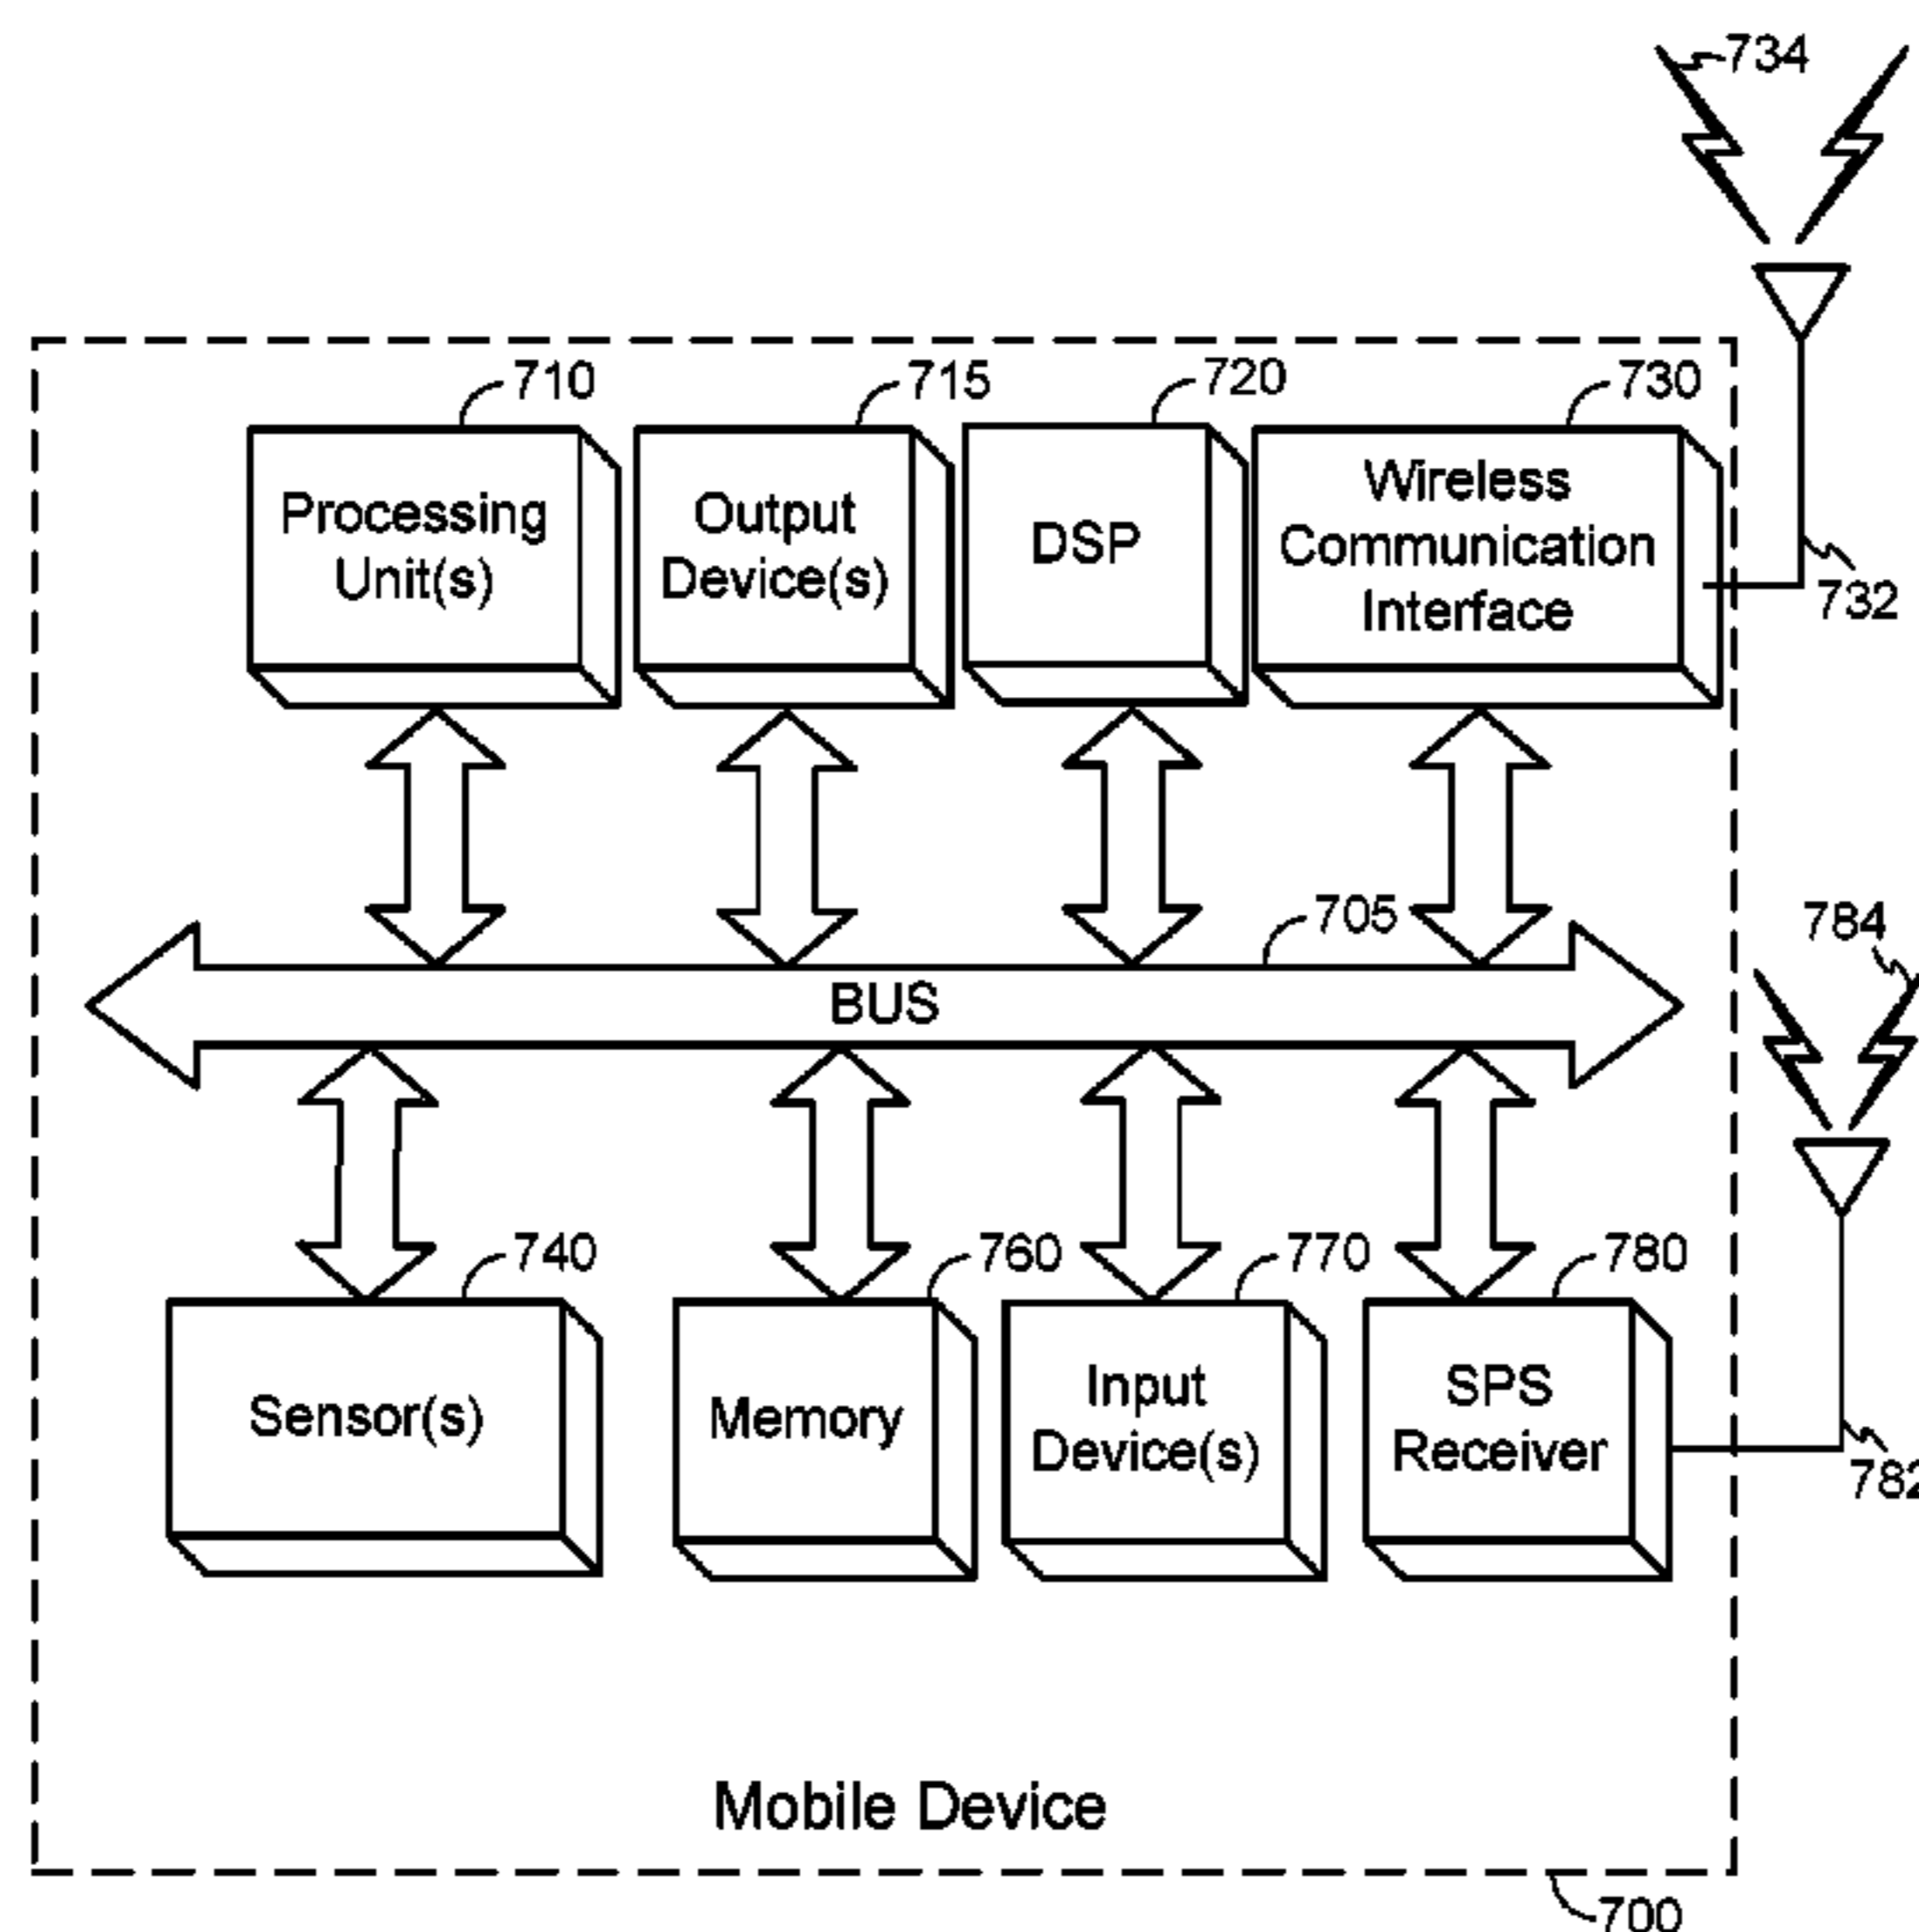 734
710
715
720
730
Processing
Unit(s)
Output
Device(s)
DSP
Wireless
Communication
Interface
732
705
BUS
784
740
760
770
780
Sensor(s)
Memory
Input
Device(s)
SPS
Receiver
782
Mobile Device
700